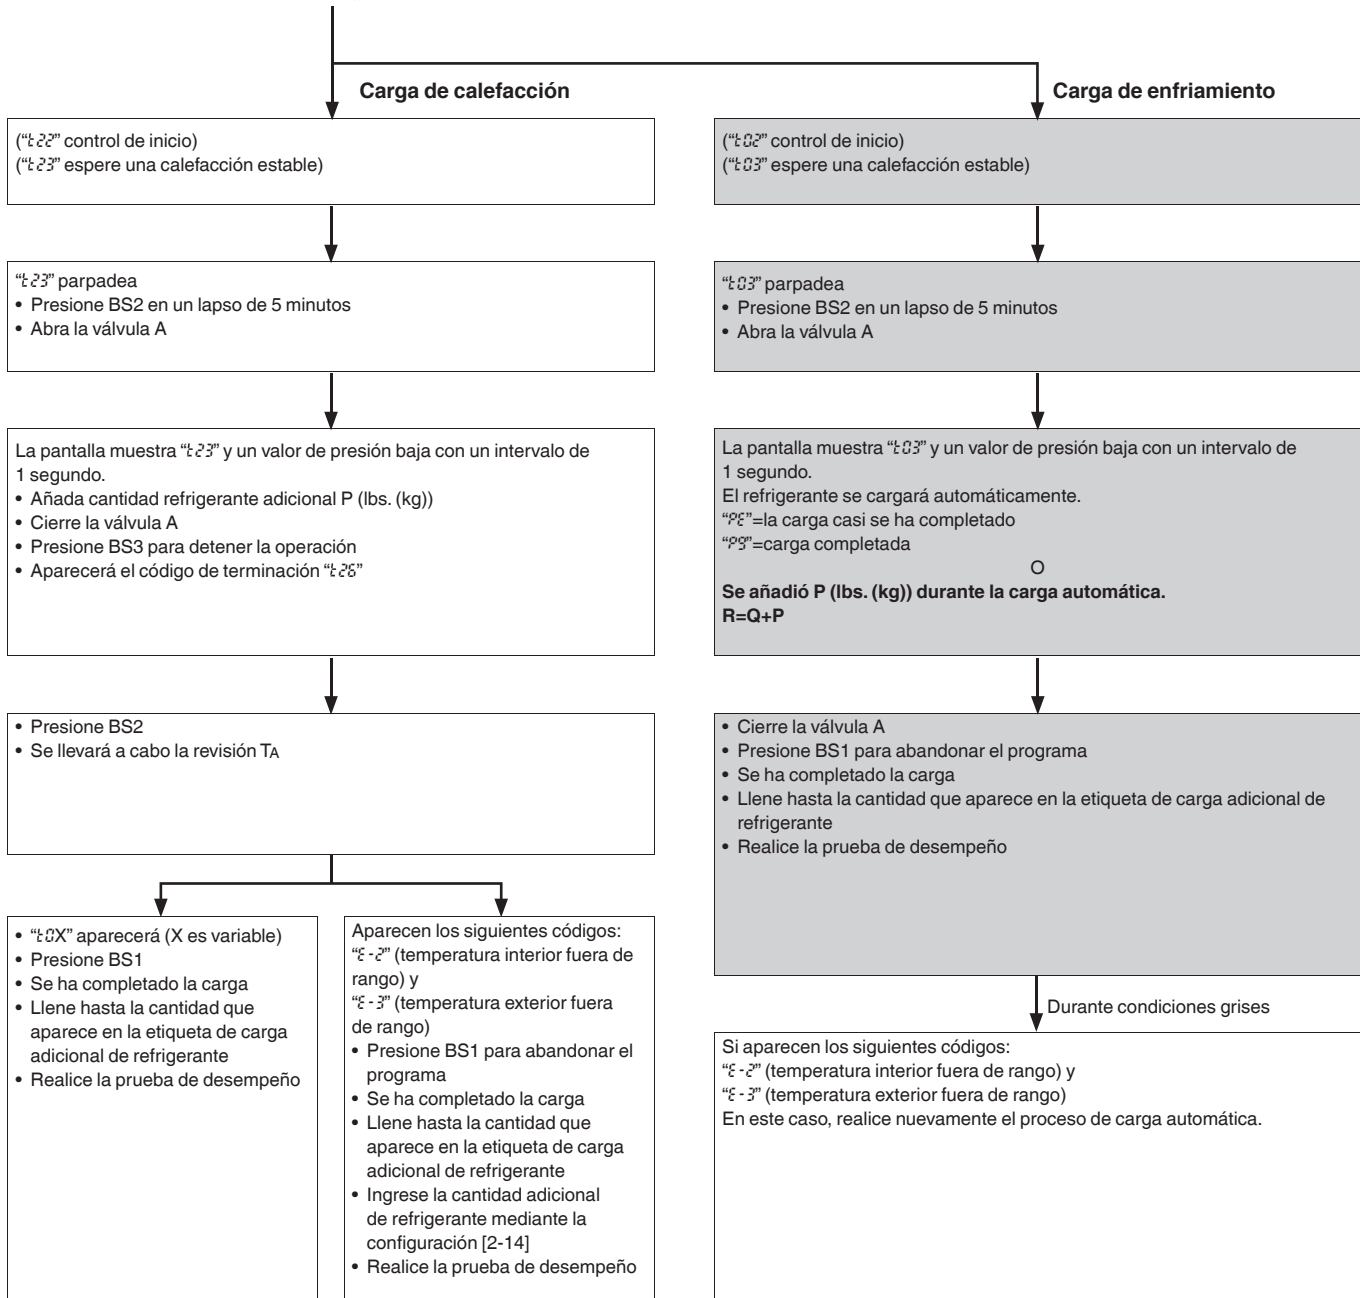 Carga de calefacción
("t22" control de inicio)
("t23" espere una calefacción estable)
"t23" parpadea
• Presione BS2 en un lapso de 5 minutos
• Abra la válvula A
La pantalla muestra "t23" y un valor de presión baja con un intervalo de
1 segundo.
• Añada cantidad refrigerante adicional P (lbs. (kg))
• Cierre la válvula A
• Presione BS3 para detener la operación
• Aparecerá el código de terminación "t26"
• Presione BS2
• Se llevará a cabo la revisión TA
• "t0X" aparecerá (X es variable)
• Presione BS1
• Se ha completado la carga
• Llene hasta la cantidad que
aparece en la etiqueta de carga
adicional de refrigerante
• Realice la prueba de desempeño
Aparecen los siguientes códigos:
"E-2" (temperatura interior fuera de
rango) y
"E-3" (temperatura exterior fuera
de rango)
• Presione BS1 para abandonar el
programa
• Se ha completado la carga
• Llene hasta la cantidad que
aparece en la etiqueta de carga
adicional de refrigerante
• Ingrese la cantidad adicional
de refrigerante mediante la
configuración [2-14]
• Realice la prueba de desempeño
Carga de enfriamiento
("t02" control de inicio)
("t03" espere una calefacción estable)
"t03" parpadea
• Presione BS2 en un lapso de 5 minutos
• Abra la válvula A
La pantalla muestra "t03" y un valor de presión baja con un intervalo de
1 segundo.
El refrigerante se cargará automáticamente.
"PE"=la carga casi se ha completado
"P9"=carga completada
O
Se añadió P (lbs. (kg)) durante la carga automática.
R=Q+P
• Cierre la válvula A
• Presione BS1 para abandonar el programa
• Se ha completado la carga
• Llene hasta la cantidad que aparece en la etiqueta de carga adicional de
refrigerante
• Realice la prueba de desempeño
Durante condiciones grises
Si aparecen los siguientes códigos:
"E-2" (temperatura interior fuera de rango) y
"E-3" (temperatura exterior fuera de rango)
En este caso, realice nuevamente el proceso de carga automática.